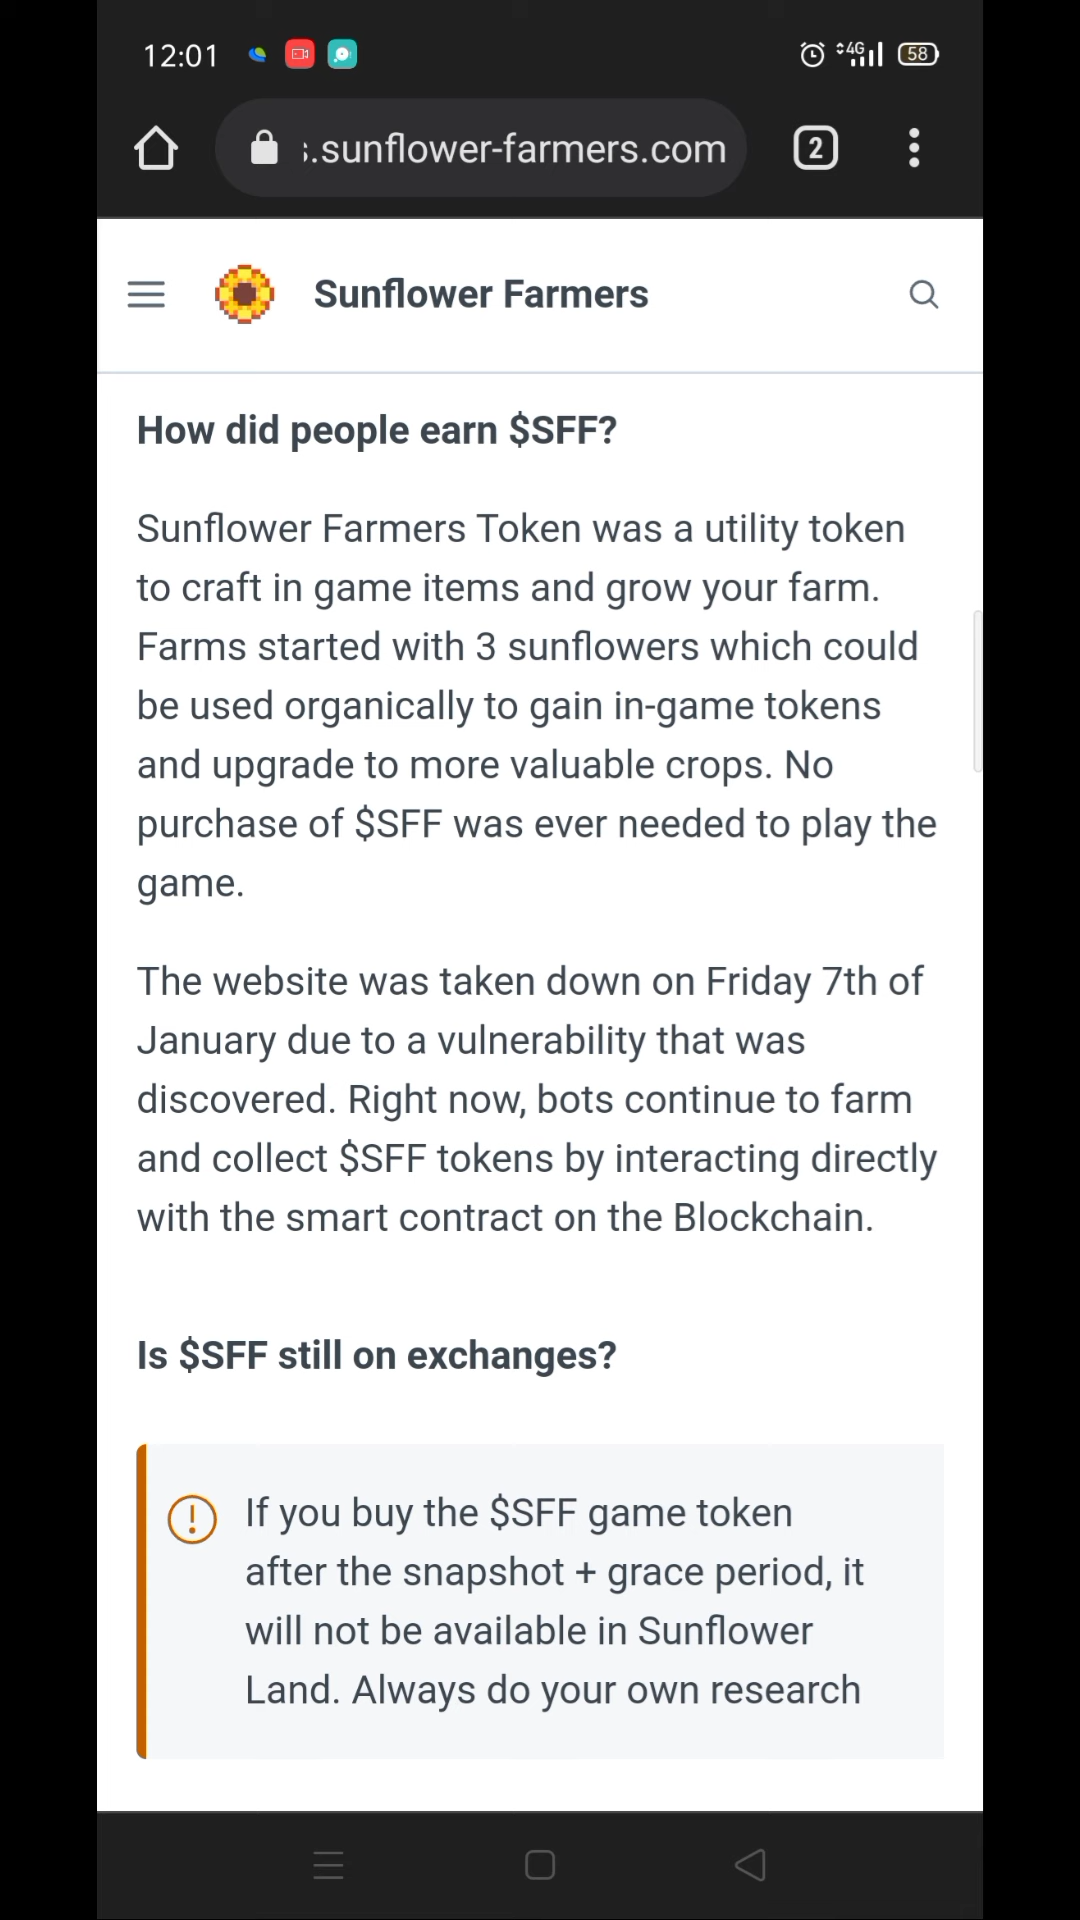 12:01
4G
58
.sunflower-farmers.com
2
Sunflower Farmers
How did people earn $SFF?
Sunflower Farmers Token was a utility token
to craft in game items and grow your farm.
Farms started with 3 sunflowers which could
be used organically to gain in-game tokens
and upgrade to more valuable crops. No
purchase of $SFF was ever needed to play the
game.
The website was taken down on Friday 7th of
January due to a vulnerability that was
discovered. Right now, bots continue to farm
and collect $SFF tokens by interacting directly
with the smart contract on the Blockchain.
Is $SFF still on exchanges?
If you buy the $SFF game token
after the snapshot + grace period, it
will not be available in Sunflower
Land. Always do your own research